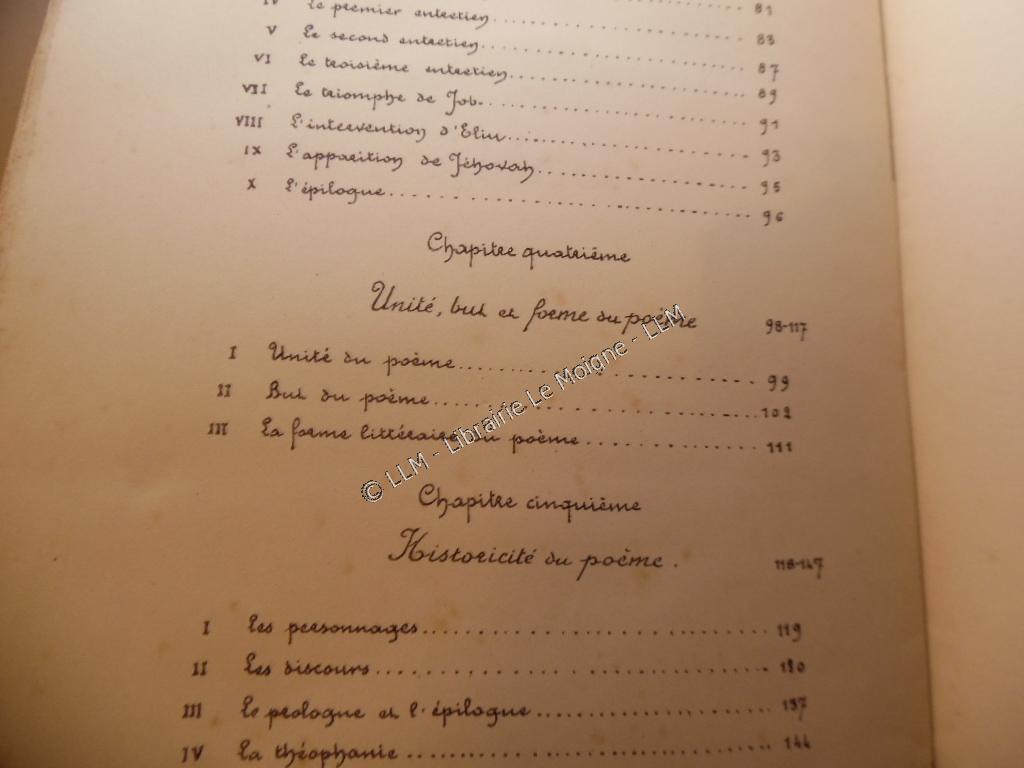 IV Le premier entretien 81
V Le second entretien 83
VI Le troisième entretien 87
VII Le triomphe de Job 89
VIII L'intervention d'Eliu 91
IX L'apparition de Jéhovah 93
X L'épilogue 95
96
Chapitre quatrième
Unité, but et forme du poème 98-117
I Unité du poème 99
II But du poème 102
III La forme littéraire du poème 111
© LLM - Librairie Le Moigne - LLM
Chapitre cinquième
Historicité du poème. 118-147
I Les personnages 119
II Les discours 130
III Le prologue et l'épilogue 137
IV La théophanie 144